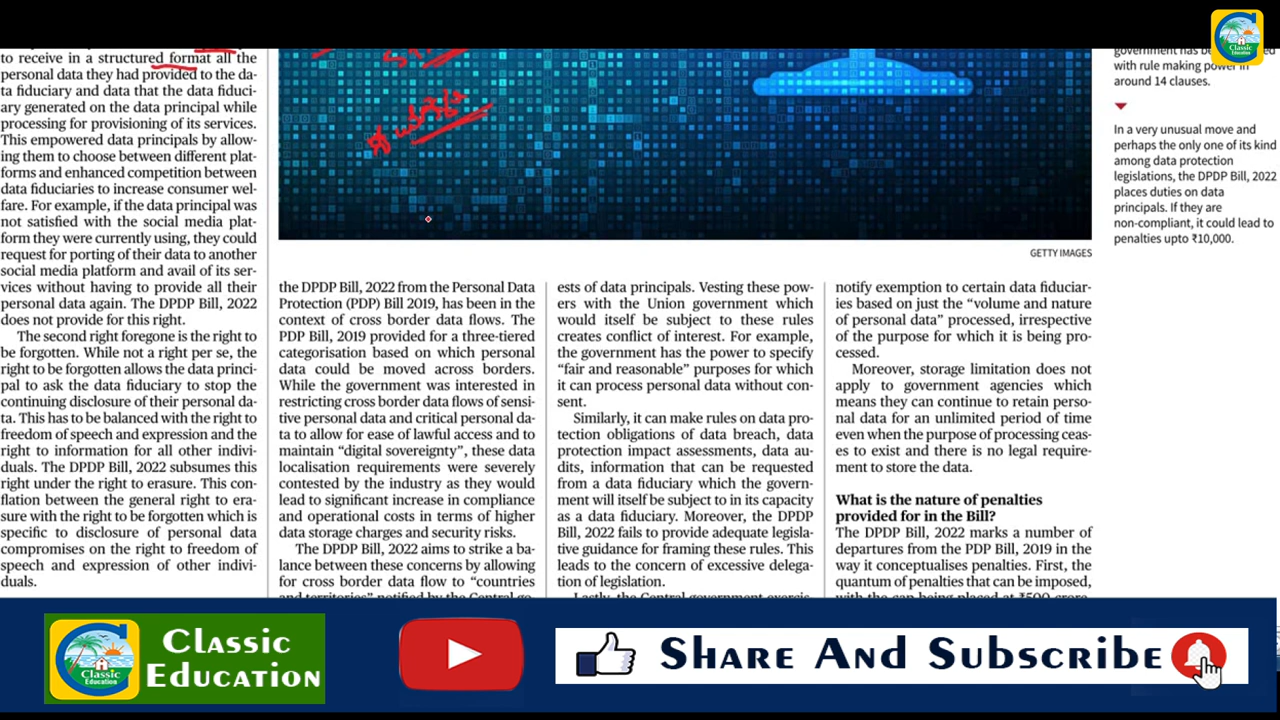 to receive in a structured format all the
personal data they had provided to the da-
ta fiduciary and data that the data fiduci-
ary generated on the data principal while
processing for provisioning of its services.
This empowered data principals by allow-
ing them to choose between different plat-
forms and enhanced competition between
data fiduciaries to increase consumer wel-
fare. For example, if the data principal was
not satisfied with the social media plat-
form they were currently using, they could
request for porting of their data to another
social media platform and avail of its ser-
vices without having to provide all their
personal data again. The DPDP Bill, 2022
does not provide for this right.
The second right foregone is the right to
be forgotten. While not a right per se, the
right to be forgotten allows the data princi-
pal to ask the data fiduciary to stop the
continuing disclosure of their personal da-
ta. This has to be balanced with the right to
freedom of speech and expression and the
right to information for all other indivi-
duals. The DPDP Bill, 2022 subsumes this
right under the right to erasure. This con-
flation between the general right to era-
sure with the right to be forgotten which is
specific to disclosure of personal data
compromises on the right to freedom of
speech and expression of other indivi-
duals.
GETTY IMAGES
the DPDP Bill, 2022 from the Personal Data
Protection (PDP) Bill 2019, has been in the
context of cross border data flows. The
PDP Bill, 2019 provided for a three-tiered
categorisation based on which personal
data could be moved across borders.
While the government was interested in
restricting cross border data flows of sensi-
tive personal data and critical personal da-
ta to allow for ease of lawful access and to
maintain “digital sovereignty”, these data
localisation requirements were severely
contested by the industry as they would
lead to significant increase in compliance
and operational costs in terms of higher
data storage charges and security risks.
The DPDP Bill, 2022 aims to strike a ba-
lance between these concerns by allowing
for cross border data flow to “countries
and territories” notified by the Central go-
ests of data principals. Vesting these pow-
ers with the Union government which
would itself be subject to these rules
creates conflict of interest. For example,
the government has the power to specify
“fair and reasonable” purposes for which
it can process personal data without con-
sent.
Similarly, it can make rules on data pro-
tection obligations of data breach, data
protection impact assessments, data au-
dits, information that can be requested
from a data fiduciary which the govern-
ment will itself be subject to in its capacity
as a data fiduciary. Moreover, the DPDP
Bill, 2022 fails to provide adequate legisla-
tive guidance for framing these rules. This
leads to the concern of excessive delega-
tion of legislation.
Lastly, the Central government exercis-
notify exemption to certain data fiduciar-
ies based on just the “volume and nature
of personal data” processed, irrespective
of the purpose for which it is being pro-
cessed.
Moreover, storage limitation does not
apply to government agencies which
means they can continue to retain perso-
nal data for an unlimited period of time
even when the purpose of processing ceas-
es to exist and there is no legal require-
ment to store the data.
What is the nature of penalties
provided for in the Bill?
The DPDP Bill, 2022 marks a number of
departures from the PDP Bill, 2019 in the
way it conceptualises penalties. First, the
quantum of penalties that can be imposed,
with the cap being placed at ₹500 crore
government has be
with rule making power in
around 14 clauses.
In a very unusual move and
perhaps the only one of its kind
among data protection
legislations, the DPDP Bill, 2022
places duties on data
principals. If they are
non-compliant, it could lead to
penalties upto ₹10,000.
Classic
Education
Classic
Education
Classic
Education
Share And Subscribe